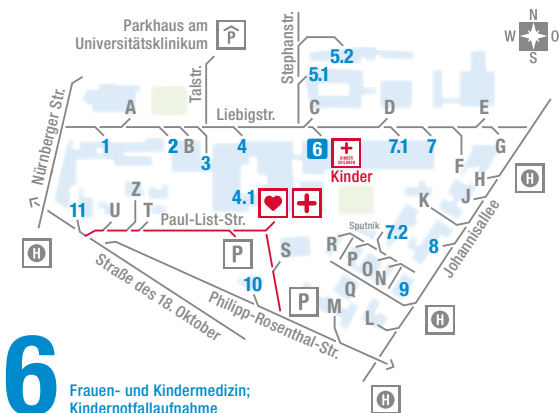 Parkhaus am
Universitätsklinikum
P
Stephanstr.
N
W
O
S
5.2
5.1
Talstr.
Nürnberger Str.
A
Liebigstr.
C
D
E
1
2
B
3
4
6
KINDER
CHILDREN
Kinder
7.1
7
F
G
H
H
J
K
4.1
Z
11
U
T
Paul-List-Str.
Johannisallee
Sputnik
7.2
8
H
P
S
R
P
O
N
9
Q
10
P
M
L
H
Straße des 18. Oktober
Philipp-Rosenthal-Str.
H
6
Frauen- und Kindermedizin;
Kindernotfallaufnahme